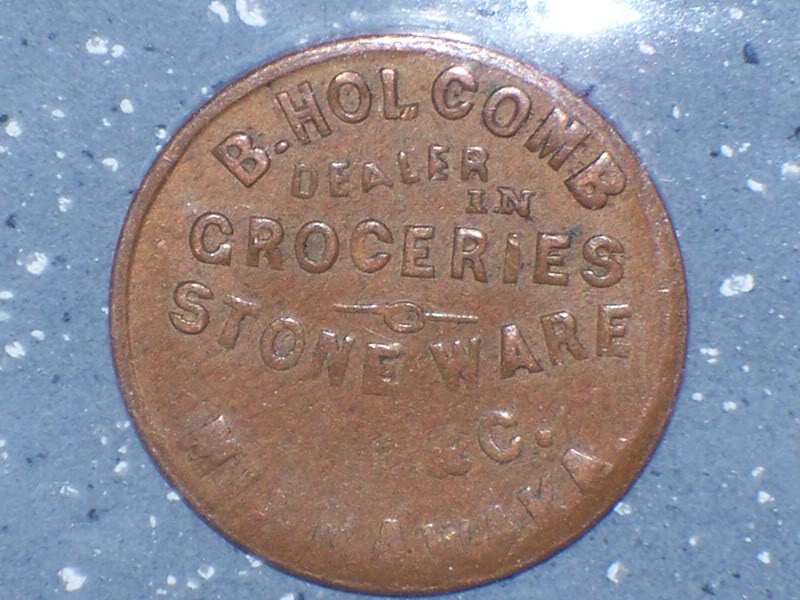 B. HOLCOMB
DEALER
IN
GROCERIES
STONE WARE
&C.